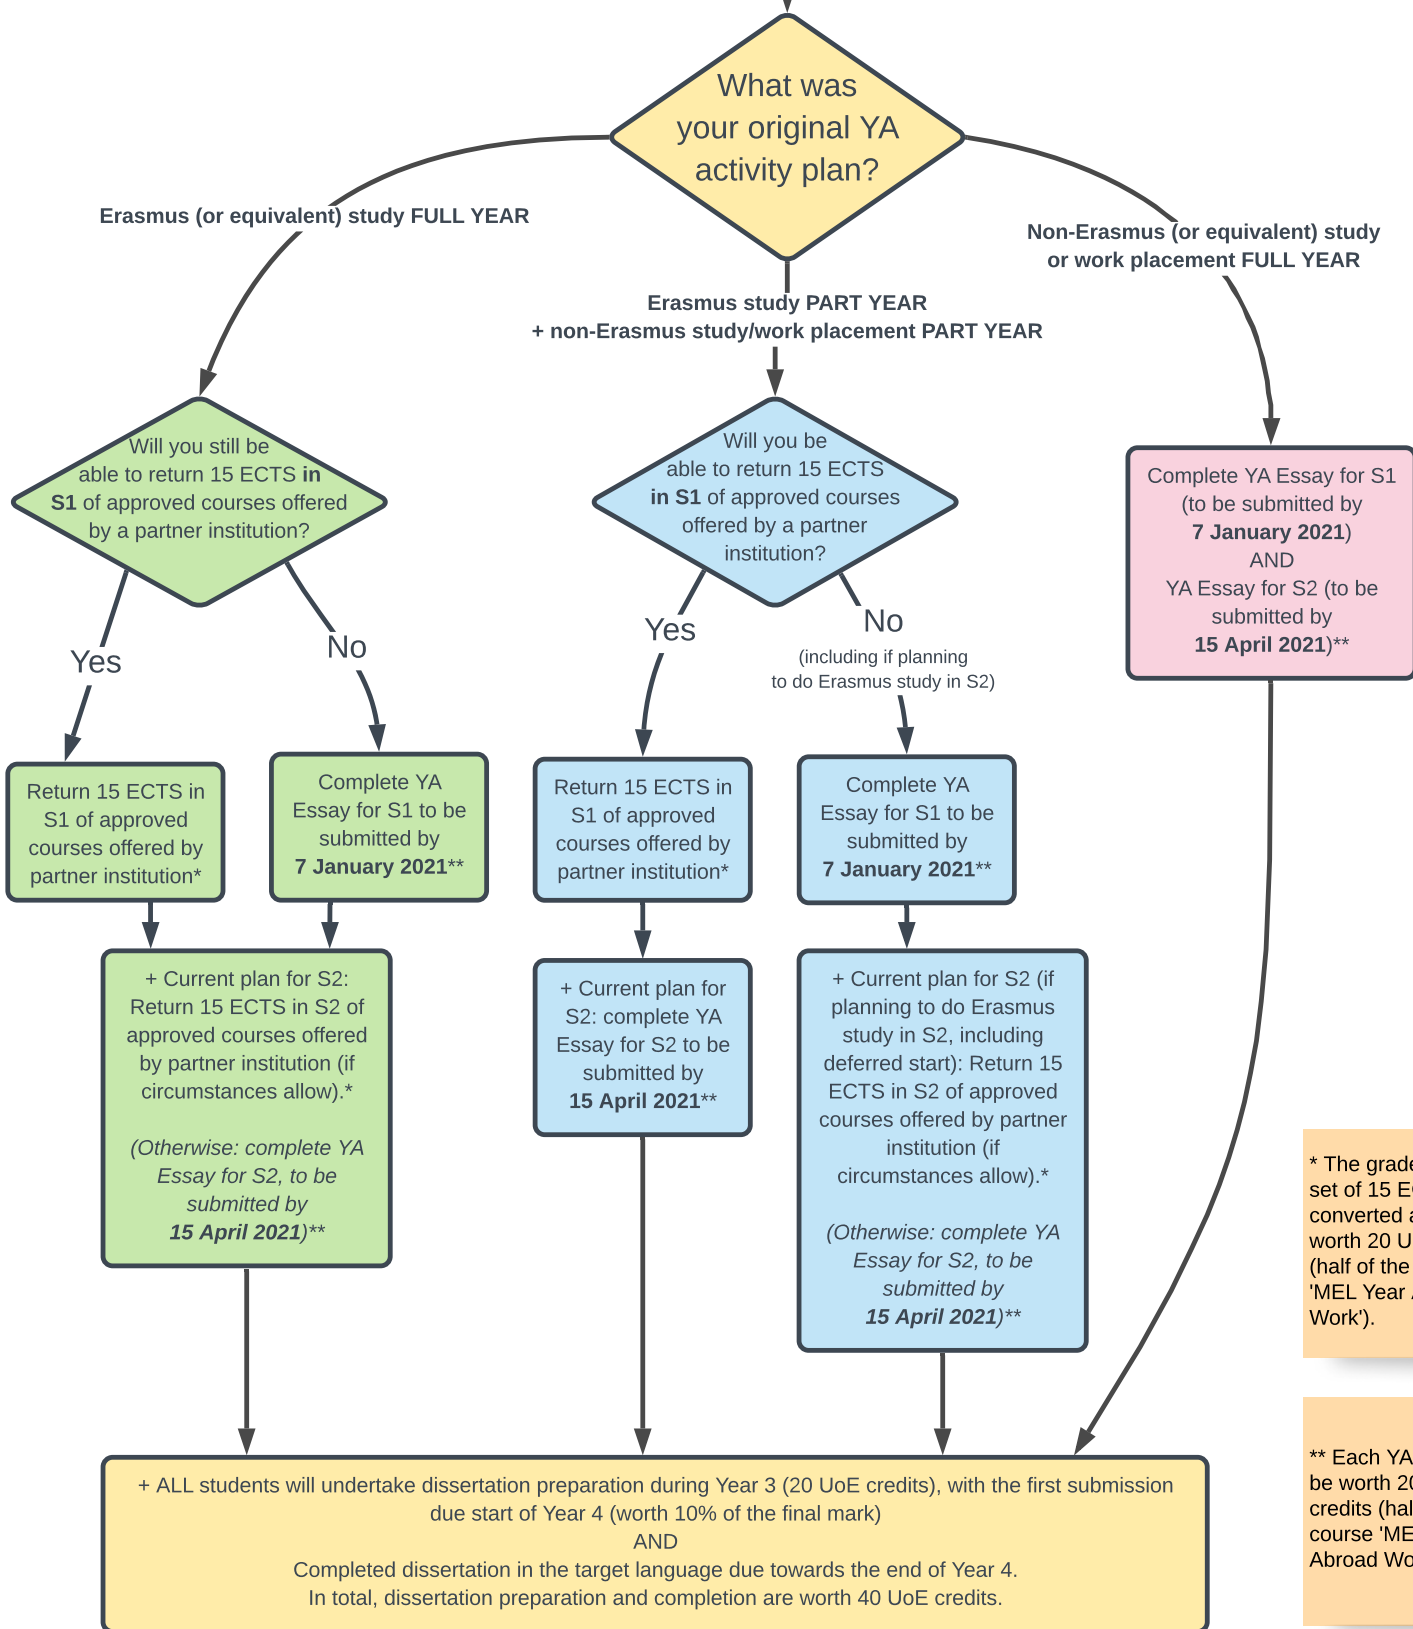 What was
your original YA
activity plan?
Erasmus (or equivalent) study FULL YEAR
Non-Erasmus (or equivalent) study
or work placement FULL YEAR
Erasmus study PART YEAR
+ non-Erasmus study/work placement PART YEAR
Will you still be
able to return 15 ECTS in
S1 of approved courses offered
by a partner institution?
Will you be
able to return 15 ECTS
in S1 of approved courses
offered by a partner
institution?
Complete YA Essay for S1
(to be submitted by
7 January 2021)
AND
YA Essay for S2 (to be
submitted by
15 April 2021)**
Yes
No
Yes
No
(including if planning
to do Erasmus study in S2)
Return 15 ECTS in
S1 of approved
courses offered by
partner institution*
Complete YA
Essay for S1 to be
submitted by
7 January 2021**
Return 15 ECTS in
S1 of approved
courses offered by
partner institution*
Complete YA
Essay for S1 to be
submitted by
7 January 2021**
+ Current plan for S2:
Return 15 ECTS in S2 of
approved courses offered
by partner institution (if
circumstances allow).*
(Otherwise: complete YA
Essay for S2, to be
submitted by
15 April 2021)**
+ Current plan for
S2: complete YA
Essay for S2 to be
submitted by
15 April 2021**
+ Current plan for S2 (if
planning to do Erasmus
study in S2, including
deferred start): Return 15
ECTS in S2 of approved
courses offered by partner
institution (if
circumstances allow).*
(Otherwise: complete YA
Essay for S2, to be
submitted by
15 April 2021)**
* The grade
set of 15 E
converted
worth 20 U
(half of the
'MEL Year
Work').
** Each YA
be worth 20
credits (hal
course 'ME
Abroad Wo
+ ALL students will undertake dissertation preparation during Year 3 (20 UoE credits), with the first submission
due start of Year 4 (worth 10% of the final mark)
AND
Completed dissertation in the target language due towards the end of Year 4.
In total, dissertation preparation and completion are worth 40 UoE credits.